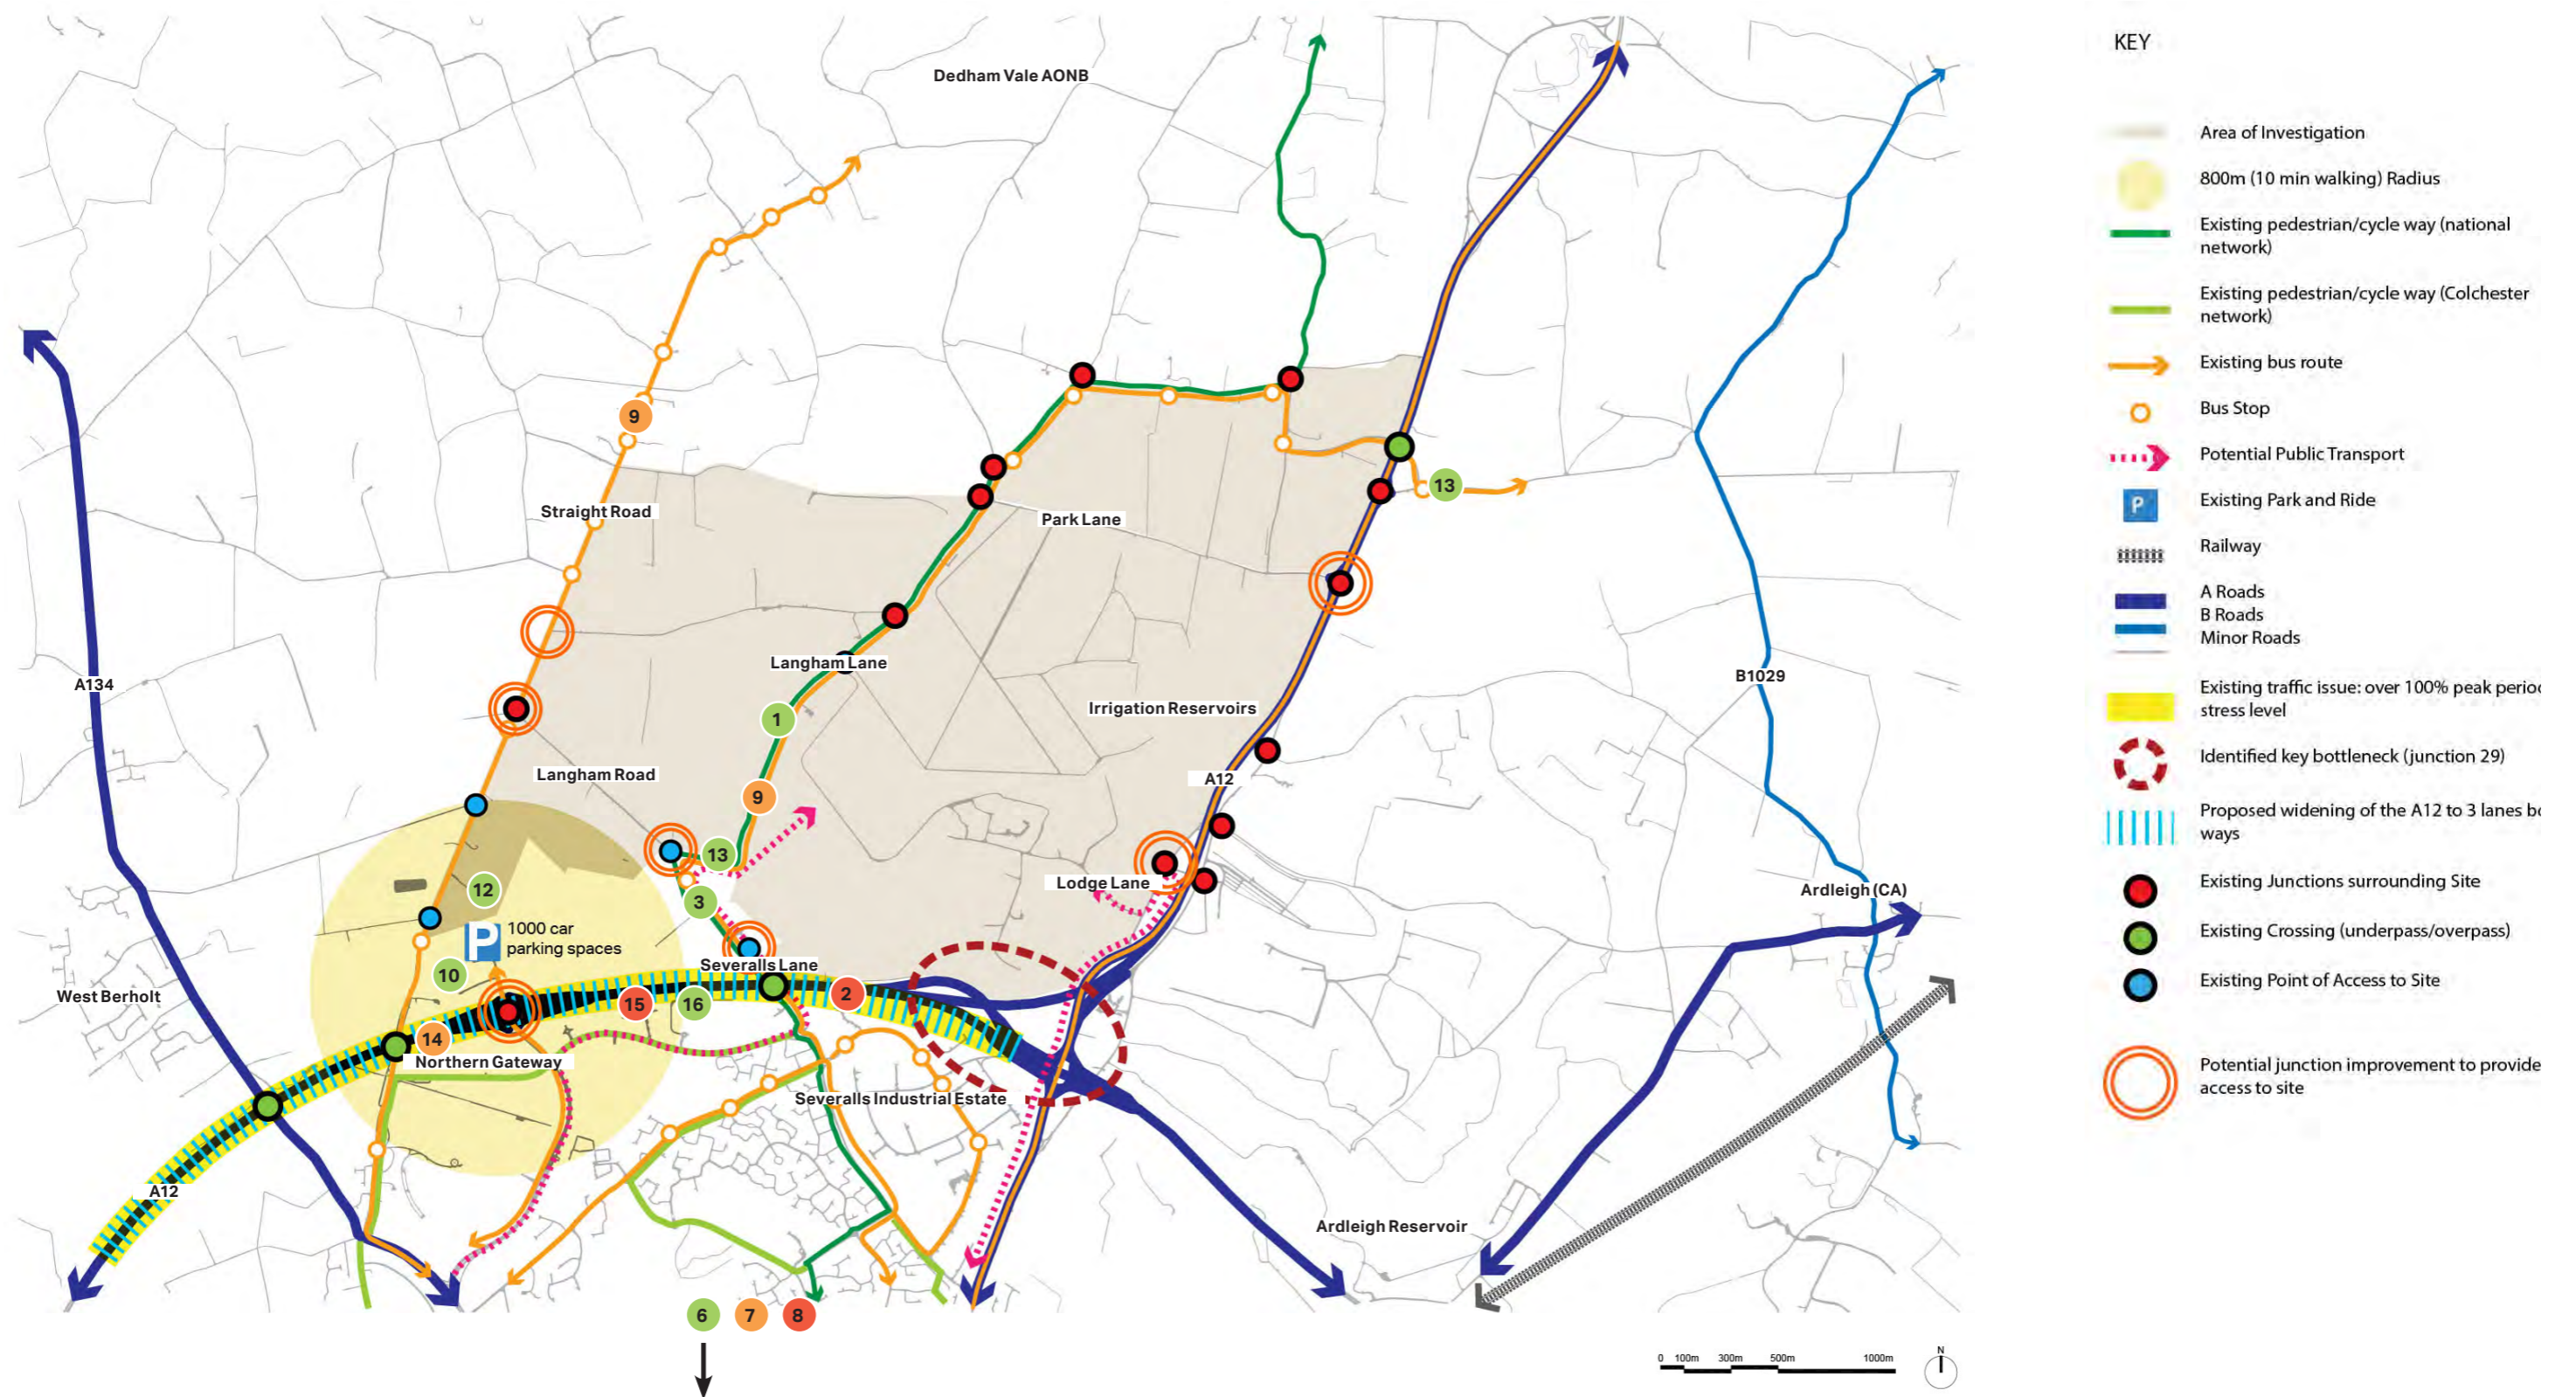 Dedham Vale AONB
9
13
Straight Road
Park Lane
Langham Lane
A134
1
Irrigation Reservoirs
B1029
Langham Road
A12
9
13
Lodge Lane
12
3
Ardleigh (CA)
P
1000 car
parking spaces
10
Severalls Lane
West Berholt
15
16
2
14
Northern Gateway
Severalls Industrial Estate
A12
Ardleigh Reservoir
6
7
8
0 100m 300m 500m 1000m
N
KEY
Area of Investigation
800m (10 min walking) Radius
Existing pedestrian/cycle way (national
network)
Existing pedestrian/cycle way (Colchester
network)
Existing bus route
Bus Stop
Potential Public Transport
P
Existing Park and Ride
Railway
A Roads
B Roads
Minor Roads
Existing traffic issue: over 100% peak perio
stress level
Identified key bottleneck (junction 29)
Proposed widening of the A12 to 3 lanes b
ways
Existing Junctions surrounding Site
Existing Crossing (underpass/overpass)
Existing Point of Access to Site
Potential junction improvement to provide
access to site